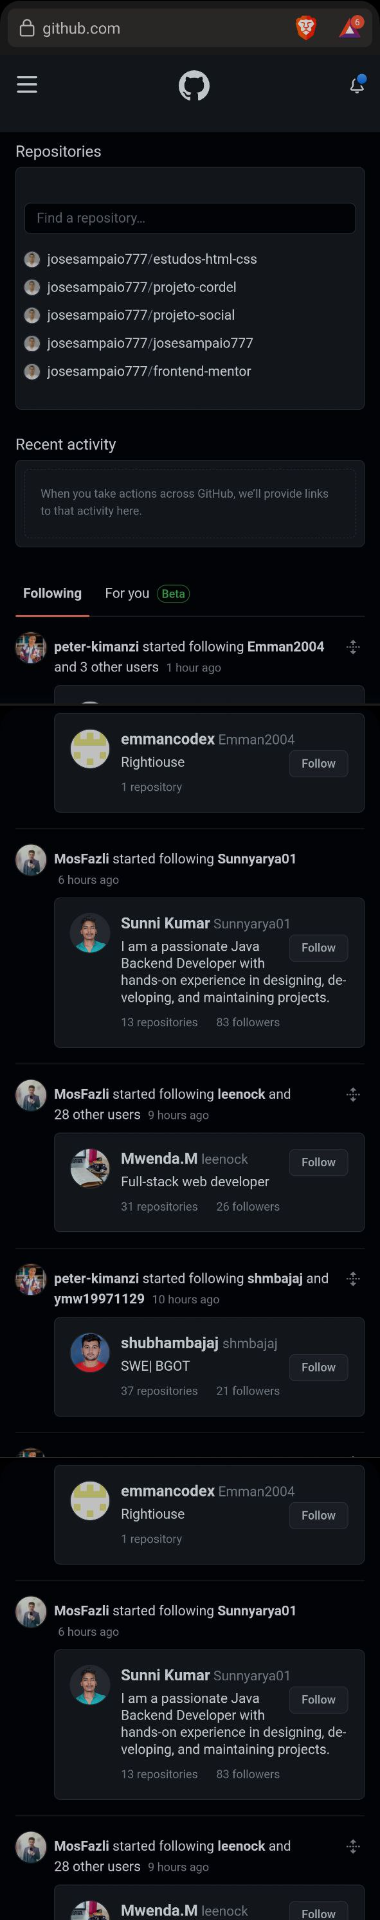 github.com
6
Repositories
Find a repository…
josesampaio777/estudos-html-css
josesampaio777/projeto-cordel
josesampaio777/projeto-social
josesampaio777/josesampaio777
josesampaio777/frontend-mentor
Recent activity
When you take actions across GitHub, we'll provide links
to that activity here.
Following For you Beta
peter-kimanzi started following Emman2004
and 3 other users 1 hour ago
emmancodex Emman2004
Rightiouse
Follow
1 repository
MosFazli started following Sunnyarya01
6 hours ago
Sunni Kumar Sunnyarya01
I am a passionate Java
Follow
Backend Developer with
hands-on experience in designing, de-
veloping, and maintaining projects.
13 repositories 83 followers
MosFazli started following leenock and
28 other users 9 hours ago
Mwenda.M leenock
Follow
Full-stack web developer
31 repositories 26 followers
peter-kimanzi started following shmbajaj and
ymw19971129 10 hours ago
shubhambajaj shmbajaj
SWE| BGOT
Follow
37 repositories 21 followers
emmancodex Emman2004
Rightiouse
Follow
1 repository
MosFazli started following Sunnyarya01
6 hours ago
Sunni Kumar Sunnyarya01
I am a passionate Java
Follow
Backend Developer with
hands-on experience in designing, de-
veloping, and maintaining projects.
13 repositories 83 followers
MosFazli started following leenock and
28 other users 9 hours ago
Mwenda.M leenock
Follow